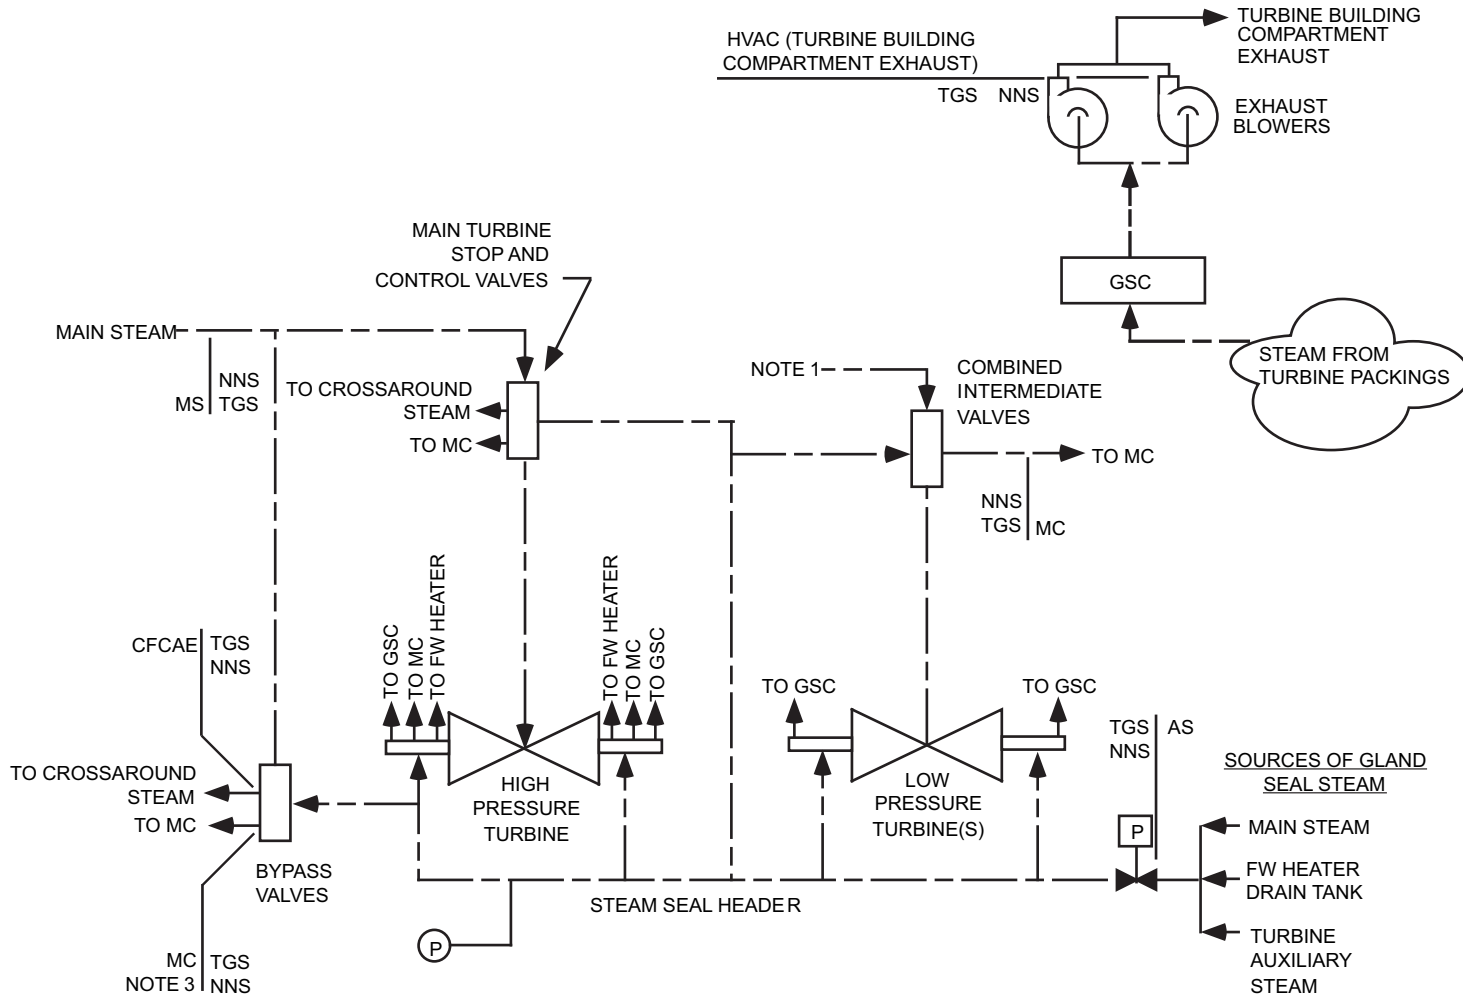 TURBINE BUILDING
COMPARTMENT
EXHAUST
HVAC (TURBINE BUILDING
COMPARTMENT EXHAUST)
TGS NNS
EXHAUST
BLOWERS
MAIN TURBINE
STOP AND
CONTROL VALVES
GSC
STEAM FROM
TURBINE PACKINGS
MAIN STEAM
NNS
MS TGS
TO CROSSAROUND
STEAM
TO MC
NOTE 1
COMBINED
INTERMEDIATE
VALVES
TO MC
NNS
TGS MC
CFCAE TGS
NNS
TO GSC
TO MC
TO FW HEATER
TO FW HEATER
TO MC
TO GSC
TO GSC
TO GSC
TGS AS
NNS
SOURCES OF GLAND
SEAL STEAM
TO CROSSAROUND
STEAM
TO MC
HIGH
PRESSURE
TURBINE
LOW
PRESSURE
TURBINE(S)
P
MAIN STEAM
BYPASS
VALVES
FW HEATER
DRAIN TANK
STEAM SEAL HEADER
P
TURBINE
AUXILIARY
STEAM
MC TGS
NOTE 3 NNS